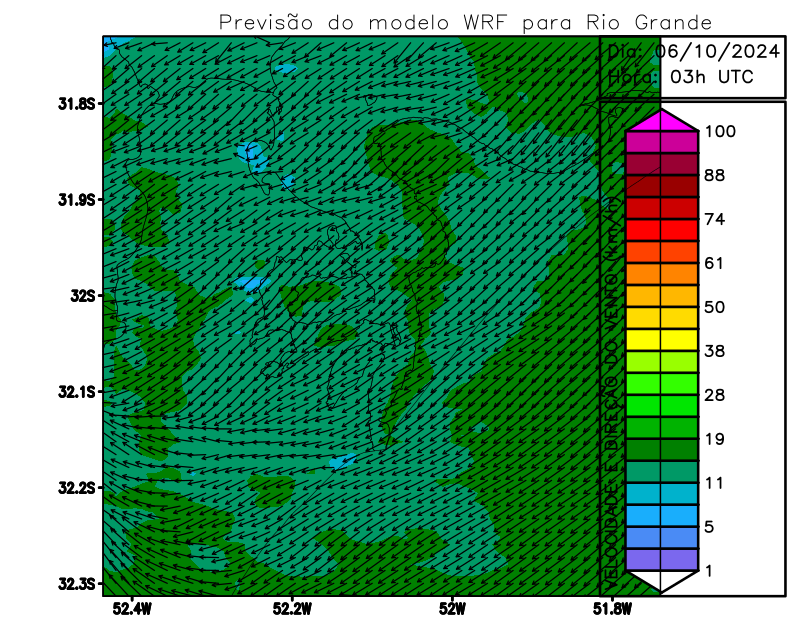 Previsão do modelo WRF para Rio Grande
Dia: 06/10/2024
Hora: 03h UTC
31.8S
31.9S
32S
32.1S
32.2S
32.3S
52.4W
52.2W
52W
51.8W
VELOCIDADE E DIREÇÃO DO VENTO (km/h)
100
88
74
61
50
38
28
19
11
5
1